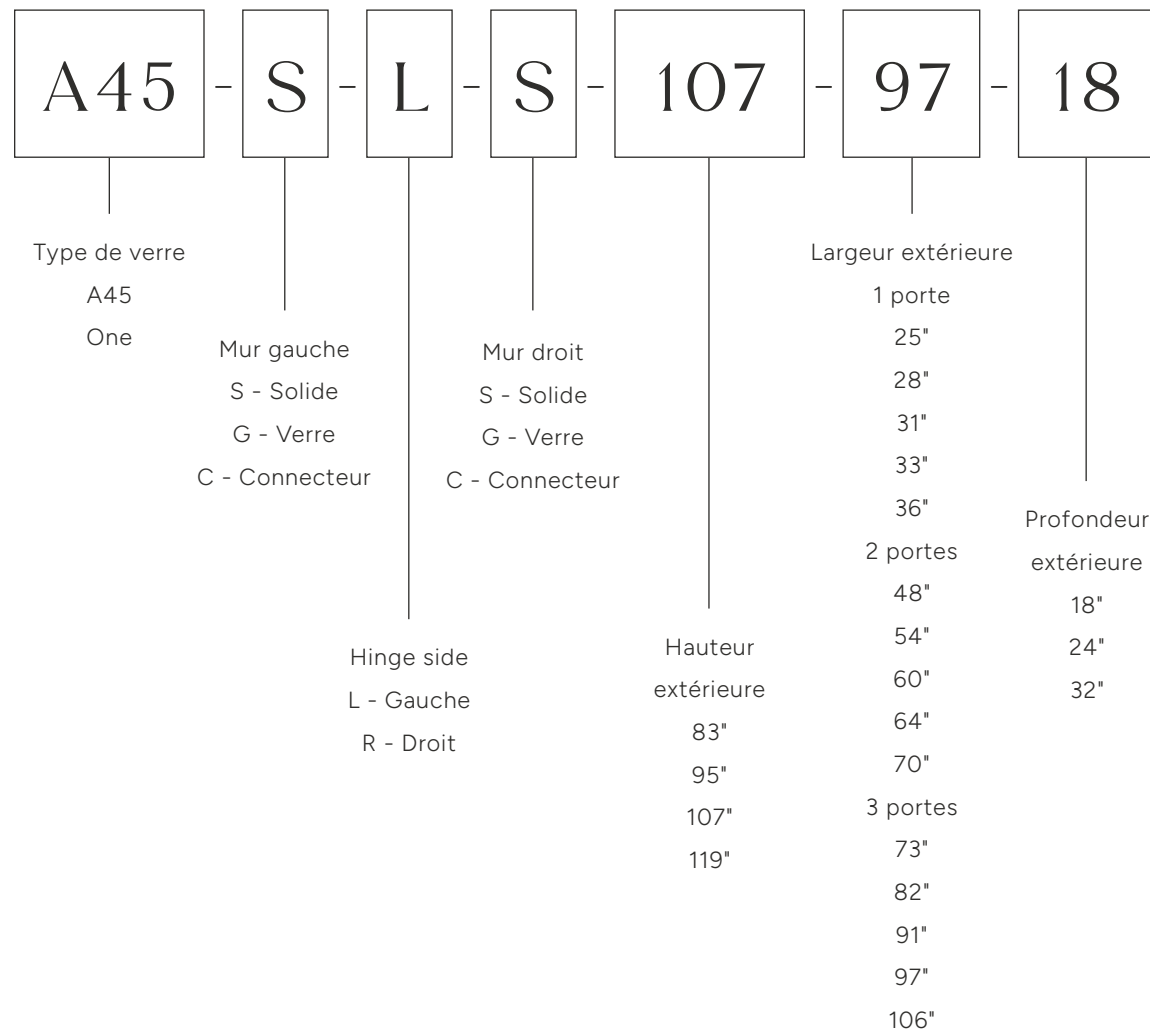 A45 - S - L - S - 107 - 97 - 18
Type de verre
A45
One
Mur gauche
S - Solide
G - Verre
C - Connecteur
Hinge side
L - Gauche
R - Droit
Mur droit
S - Solide
G - Verre
C - Connecteur
Hauteur
extérieure
83"
95"
107"
119"
Largeur extérieure
1 porte
25"
28"
31"
33"
36"
2 portes
48"
54"
60"
64"
70"
3 portes
73"
82"
91"
97"
106"
Profondeur
extérieure
18"
24"
32"